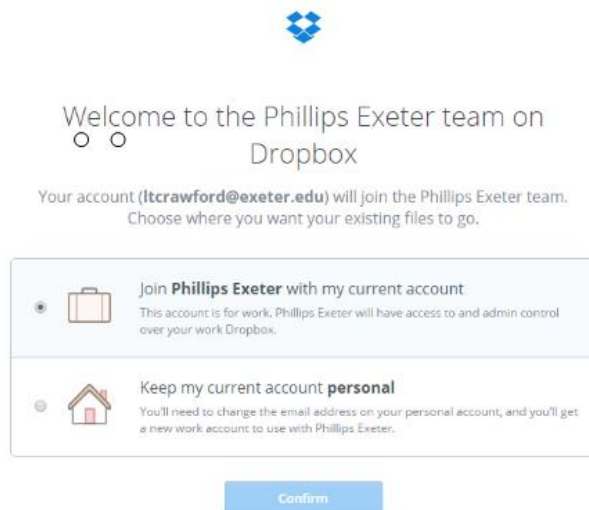 Welcome to the Phillips Exeter team on
Dropbox
Your account (ltcrawford@exeter.edu) will join the Phillips Exeter team.
Choose where you want your existing files to go.
Join Phillips Exeter with my current account
This account is for work. Phillips Exeter will have access to and admin control
over your work Dropbox.
Keep my current account personal
You'll need to change the email address on your personal account, and you'll get
a new work account to use with Phillips Exeter.
Confirm